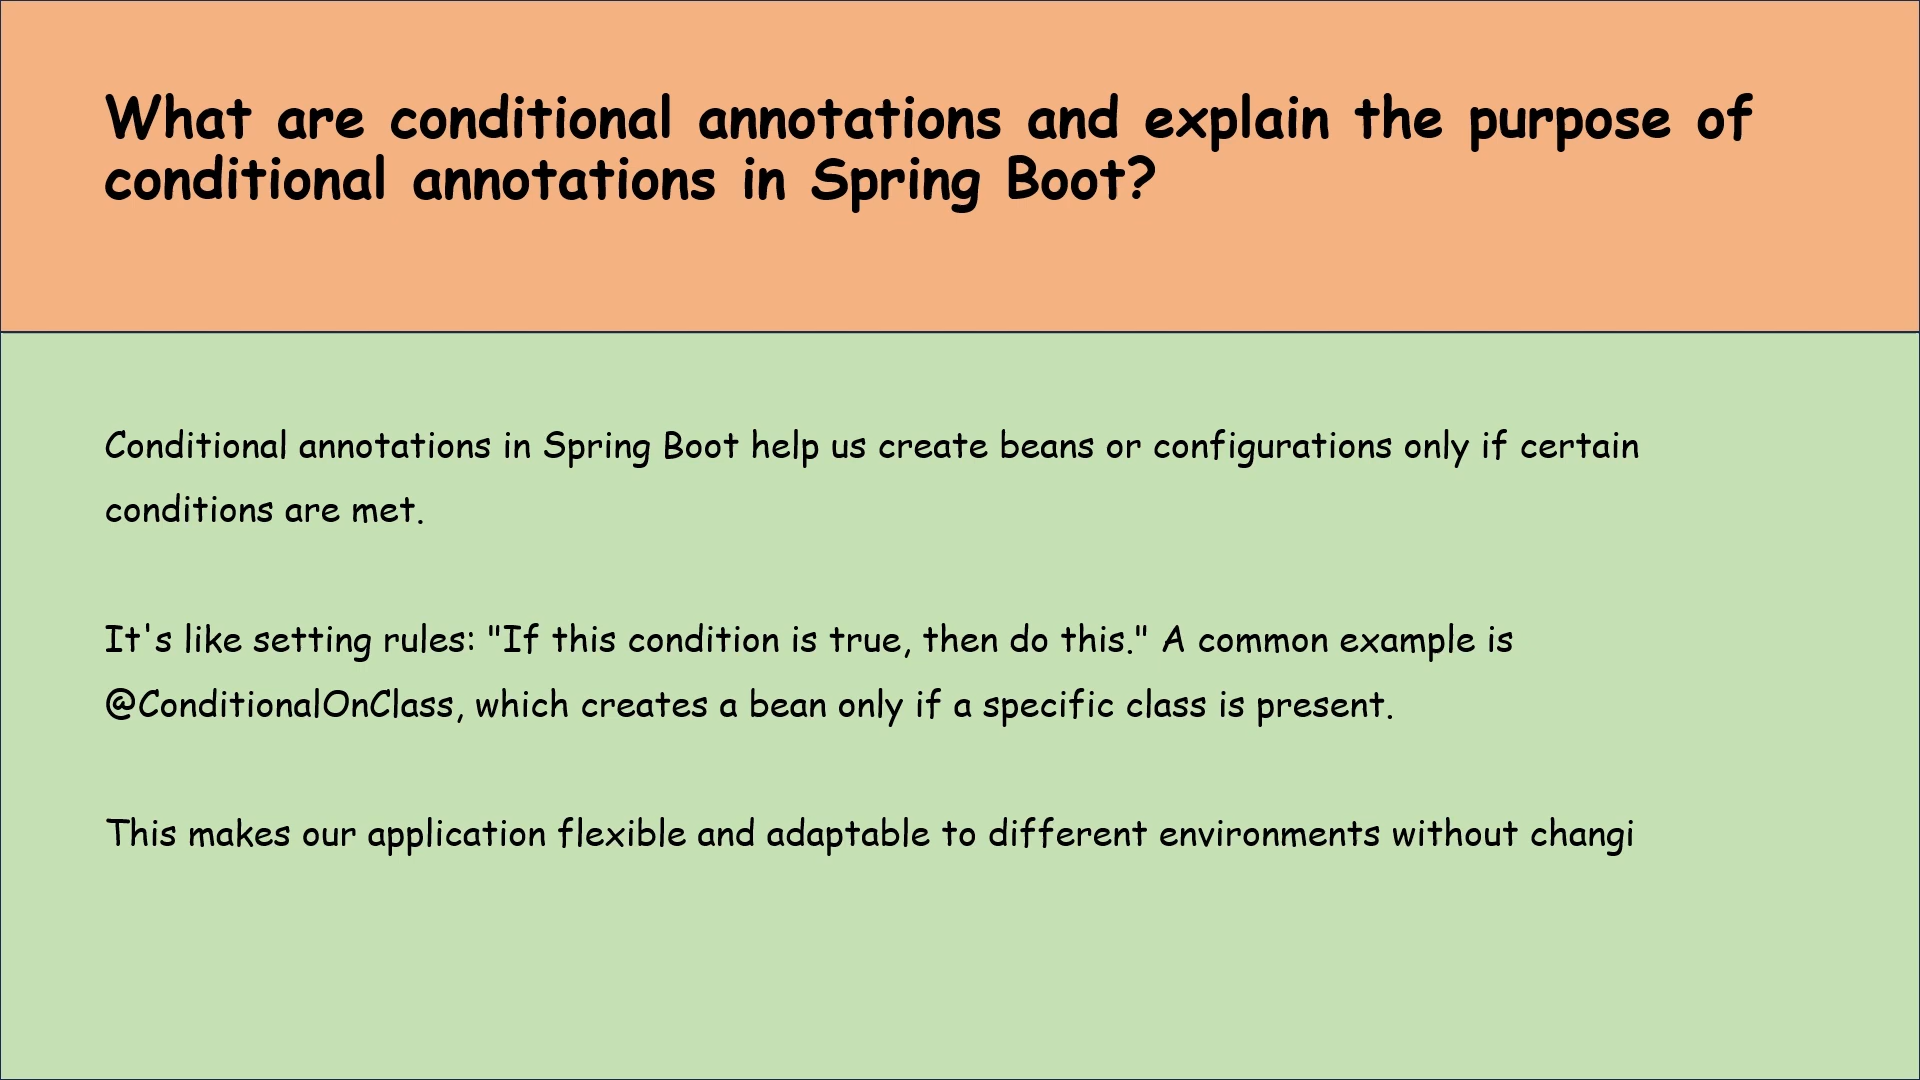 What are conditional annotations and explain the purpose of
conditional annotations in Spring Boot?
Conditional annotations in Spring Boot help us create beans or configurations only if certain
conditions are met.
It's like setting rules: "If this condition is true, then do this." A common example is
@ConditionalOnClass, which creates a bean only if a specific class is present.
This makes our application flexible and adaptable to different environments without changi